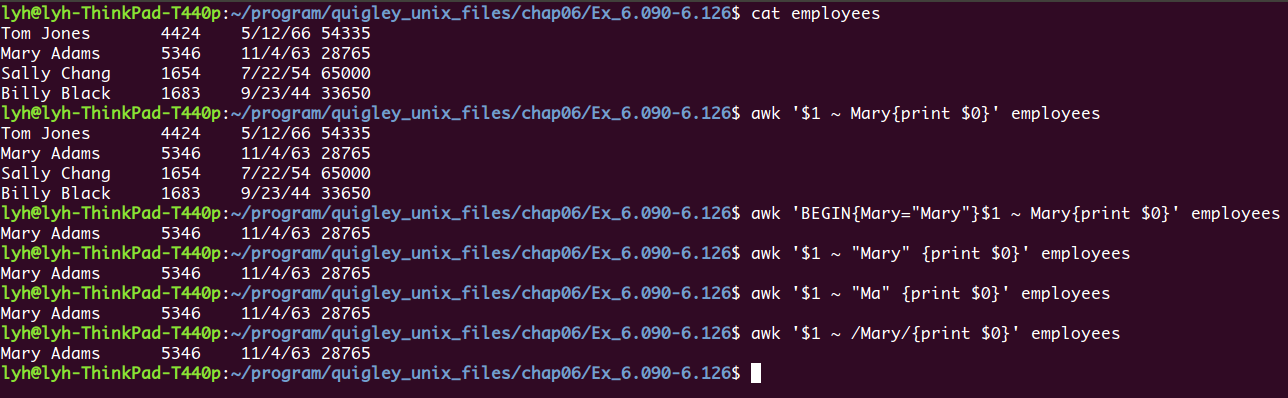 lyh@lyh-ThinkPad-T440p:~/program/quigley_unix_files/chap06/Ex_6.090-6.126$ cat employees
Tom Jones       4424    5/12/66 54335
Mary Adams      5346    11/4/63 28765
Sally Chang     1654    7/22/54 65000
Billy Black     1683    9/23/44 33650
lyh@lyh-ThinkPad-T440p:~/program/quigley_unix_files/chap06/Ex_6.090-6.126$ awk '$1 ~ Mary{print $0}' employees
Tom Jones       4424    5/12/66 54335
Mary Adams      5346    11/4/63 28765
Sally Chang     1654    7/22/54 65000
Billy Black     1683    9/23/44 33650
lyh@lyh-ThinkPad-T440p:~/program/quigley_unix_files/chap06/Ex_6.090-6.126$ awk 'BEGIN{Mary="Mary"}$1 ~ Mary{print $0}' employees
Mary Adams      5346    11/4/63 28765
lyh@lyh-ThinkPad-T440p:~/program/quigley_unix_files/chap06/Ex_6.090-6.126$ awk '$1 ~ "Mary" {print $0}' employees
Mary Adams      5346    11/4/63 28765
lyh@lyh-ThinkPad-T440p:~/program/quigley_unix_files/chap06/Ex_6.090-6.126$ awk '$1 ~ "Ma" {print $0}' employees
Mary Adams      5346    11/4/63 28765
lyh@lyh-ThinkPad-T440p:~/program/quigley_unix_files/chap06/Ex_6.090-6.126$ awk '$1 ~ /Mary/{print $0}' employees
Mary Adams      5346    11/4/63 28765
lyh@lyh-ThinkPad-T440p:~/program/quigley_unix_files/chap06/Ex_6.090-6.126$